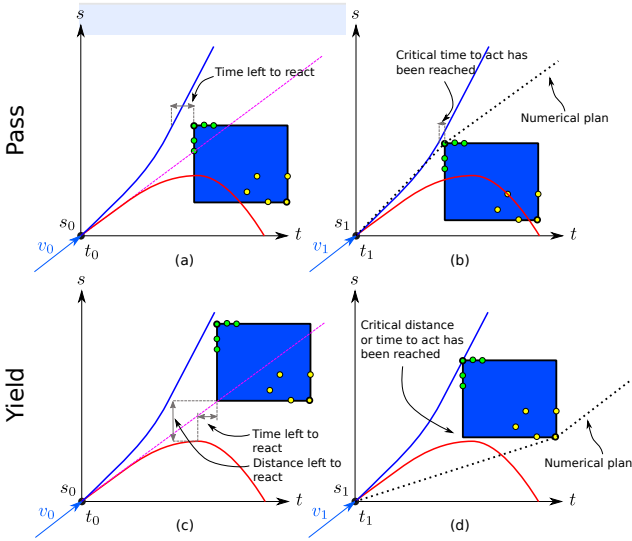 Pass
s
Time left to react
s0
v0
t0
t
(a)
s
Critical time to act has
been reached
Numerical plan
s1
v1
t1
t
(b)
Yield
s
Time left to
react
Distance left to
react
s0
v0
t0
t
(c)
s
Critical distance
or time to act has
been reached
Numerical plan
s1
v1
t1
t
(d)